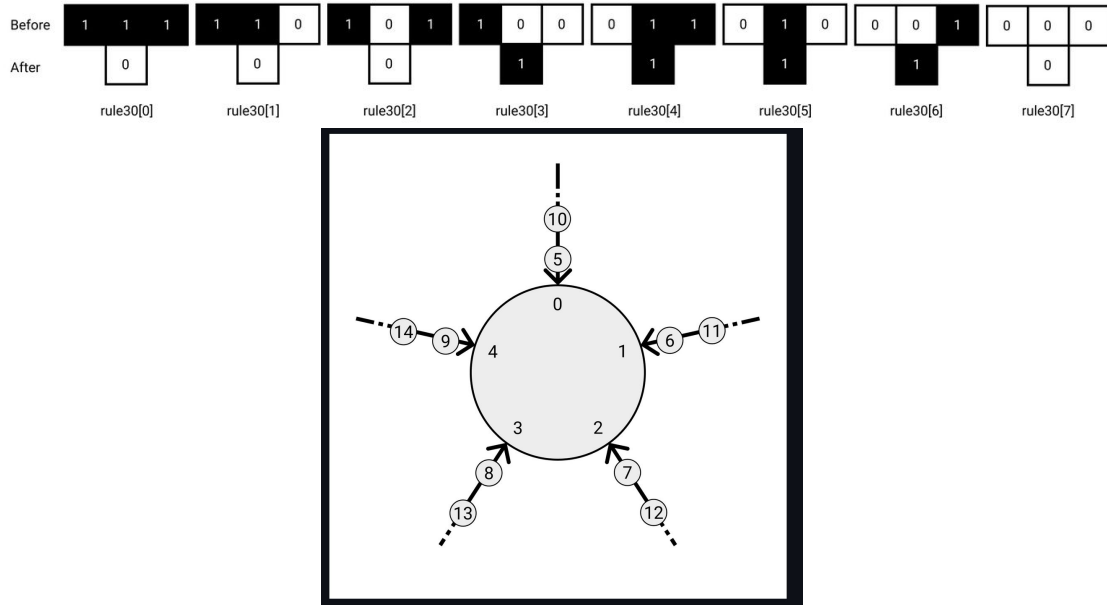 Before 1 1 1 1 1 0 1 0 1 1 0 0 0 1 1 0 1 0 0 0 1 0 0 0
After 0 0 0 1 1 1 1 0
rule30[0] rule30[1] rule30[2] rule30[3] rule30[4] rule30[5] rule30[6] rule30[7]
10
5
0
14 9 4 1 6 11
3 2
8 7
13 12